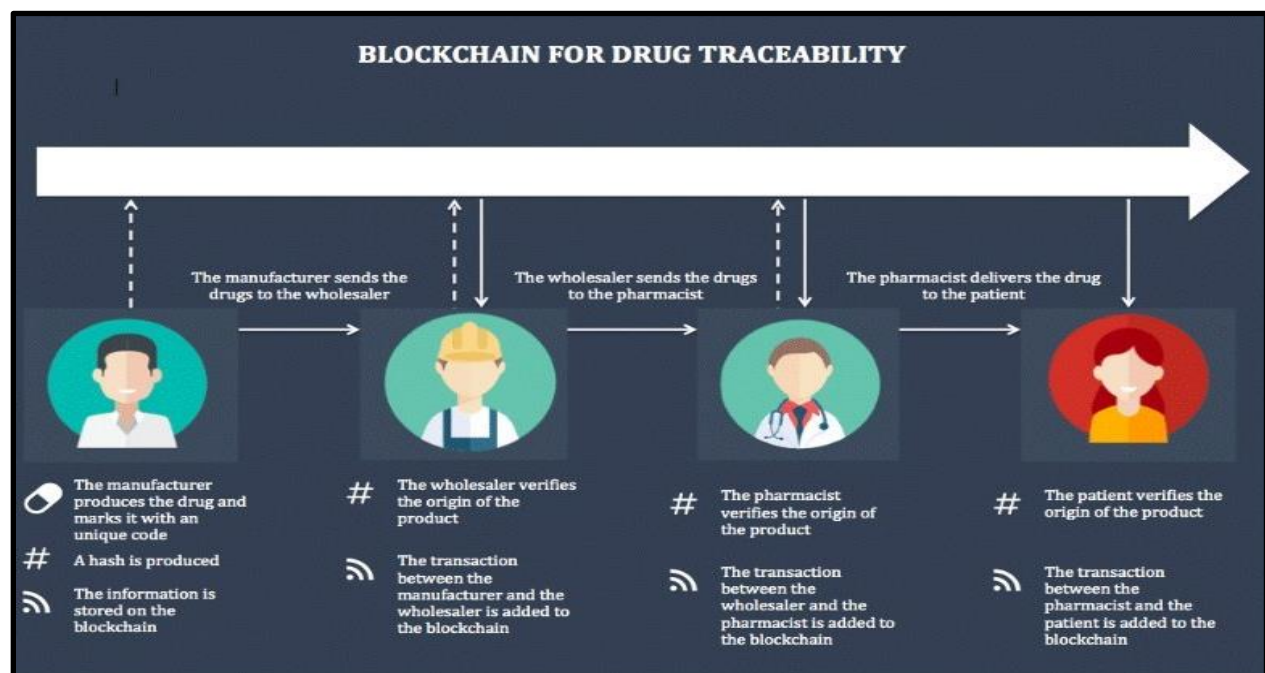 BLOCKCHAIN FOR DRUG TRACEABILITY
The manufacturer sends the
drugs to the wholesaler
The wholesaler sends the drugs
to the pharmacist
The pharmacist delivers the drug
to the patient
The manufacturer
produces the drug and
marks it with an
unique code
# A hash is produced
The information is
stored on the
blockchain
# The wholesaler verifies
the origin of the
product
The transaction
between the
manufacturer and the
wholesaler is added to
the blockchain
# The pharmacist
verifies the origin of
the product
The transaction
between the
wholesaler and the
pharmacist is added to
the blockchain
# The patient verifies the
origin of the product
The transaction
between the
pharmacist and the
patient is added to the
blockchain